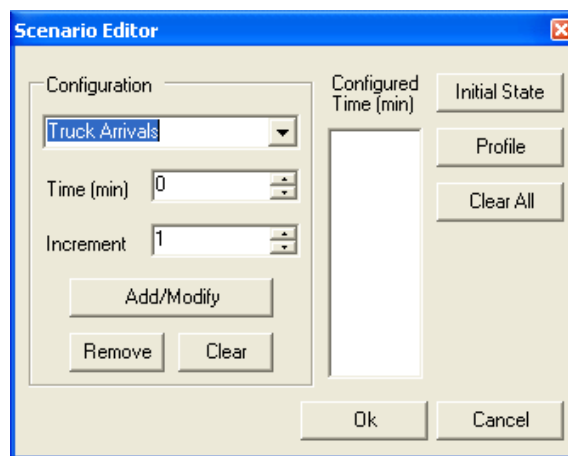 Scenario Editor
Configuration
Truck Arrivals
Time (min) 0
Increment 1
Add/Modify
Remove Clear
Configured
Time (min)
Initial State
Profile
Clear All
Ok Cancel